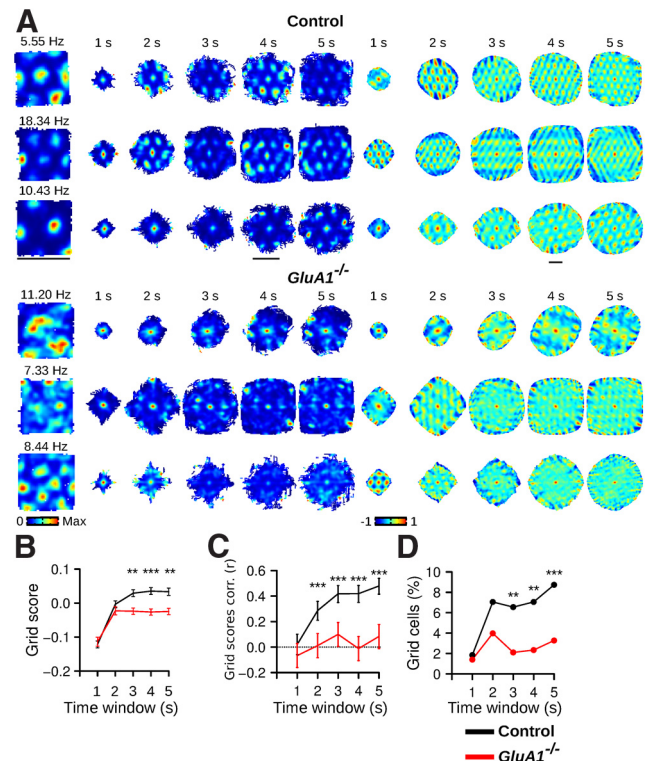 A
Control
5.55 Hz 1 s 2 s 3 s 4 s 5 s 1 s 2 s 3 s 4 s 5 s
18.34 Hz
10.43 Hz
GluA1-/-
11.20 Hz 1 s 2 s 3 s 4 s 5 s 1 s 2 s 3 s 4 s 5 s
7.33 Hz
8.44 Hz
0 Max -1 1
B
Grid score
0.1
0.0
−0.1
−0.2
** *** **
1 2 3 4 5
Time window (s)
C
Grid scores corr. (r)
0.6
0.4
0.2
0.0
−0.2
*** *** *** ***
1 2 3 4 5
Time window (s)
D
Grid cells (%)
10
8
6
4
2
0
** ** ***
1 2 3 4 5
Time window (s)
Control
GluA1-/-